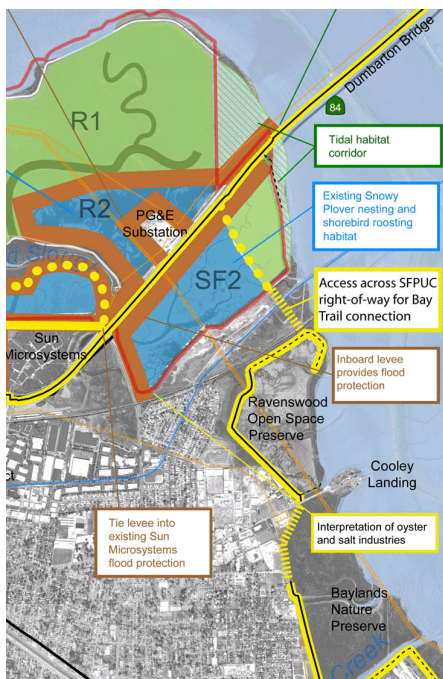 Dumbarton Bridge
84
R1
Tidal habitat
corridor
R2
PG&E
Substation
Existing Snowy
Plover nesting and
shorebird roosting
habitat
SF2
Access across SFPUC
right-of-way for Bay
Trail connection
Sun
Microsystems
Inboard levee
provides flood
protection
Ravenswood
Open Space
Preserve
Cooley
Landing
Tie levee into
existing Sun
Microsystems
flood protection
Interpretation of oyster
and salt industries
Baylands
Nature
Preserve
Creek